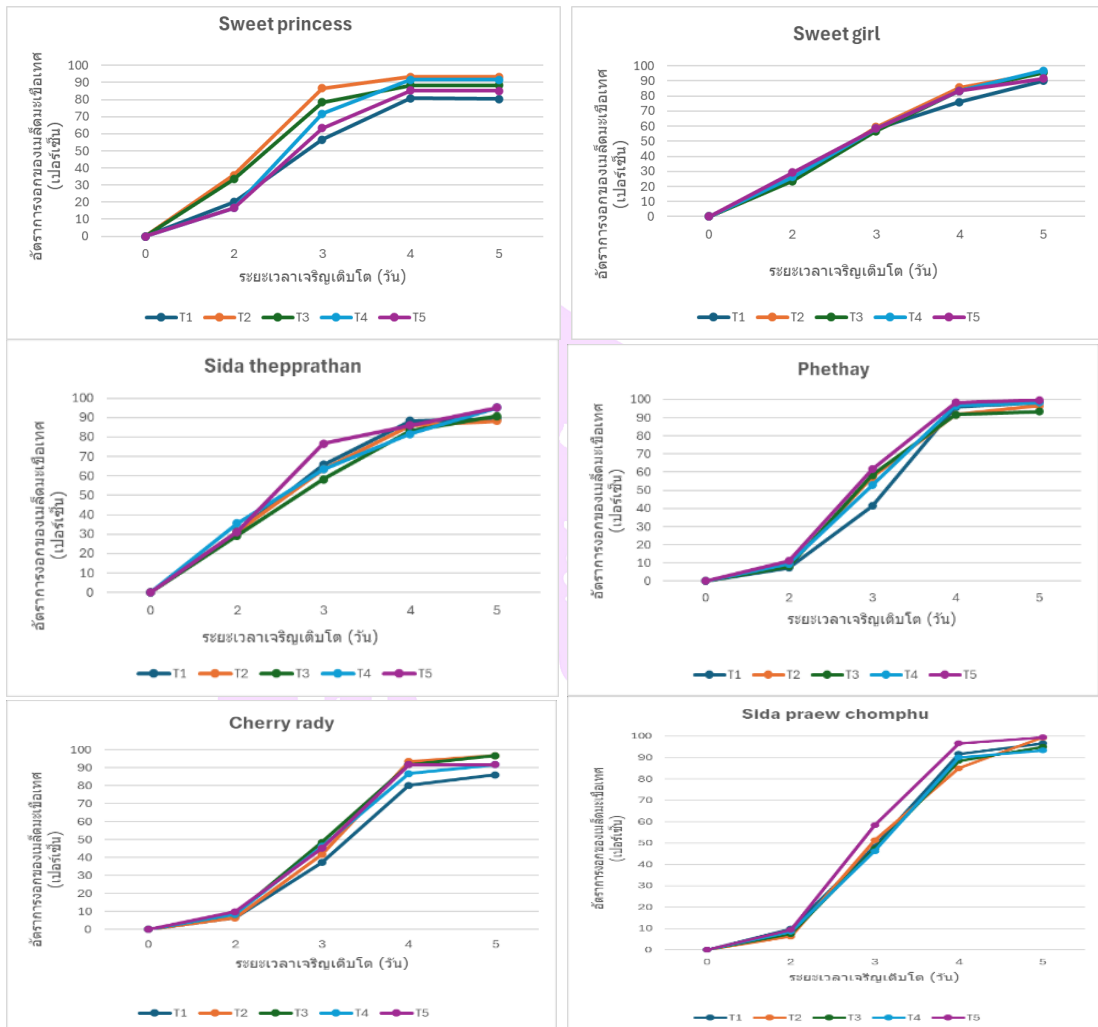 Sweet princess
อัตราการงอกของเมล็ดมะเขือเทศ
(เปอร์เซ็น)
100
90
80
70
60
50
40
30
20
10
0
0 2 3 4 5
ระยะเวลาเจริญเติบโต (วัน)
T1 T2 T3 T4 T5
Sweet girl
อัตราการงอกของเมล็ดมะเขือเทศ
(เปอร์เซ็น)
100
90
80
70
60
50
40
30
20
10
0
0 2 3 4 5
ระยะเวลาเจริญเติบโต (วัน)
T1 T2 T3 T4 T5
Sida thepprathan
อัตราการงอกของเมล็ดมะเขือเทศ
(เปอร์เซ็น)
100
90
80
70
60
50
40
30
20
10
0
0 2 3 4 5
ระยะเวลาเจริญเติบโต (วัน)
T1 T2 T3 T4 T5
Phethay
อัตราการงอกของเมล็ดมะเขือเทศ
(เปอร์เซ็น)
100
90
80
70
60
50
40
30
20
10
0
0 2 3 4 5
ระยะเวลาเจริญเติบโต (วัน)
T1 T2 T3 T4 T5
Cherry rady
อัตราการงอกของเมล็ดมะเขือเทศ
(เปอร์เซ็น)
100
90
80
70
60
50
40
30
20
10
0
0 2 3 4 5
ระยะเวลาเจริญเติบโต (วัน)
T1 T2 T3 T4 T5
Sida praew chomphu
อัตราการงอกของเมล็ดมะเขือเทศ
(เปอร์เซ็น)
100
90
80
70
60
50
40
30
20
10
0
0 2 3 4 5
ระยะเวลาเจริญเติบโต (วัน)
T1 T2 T3 T4 T5